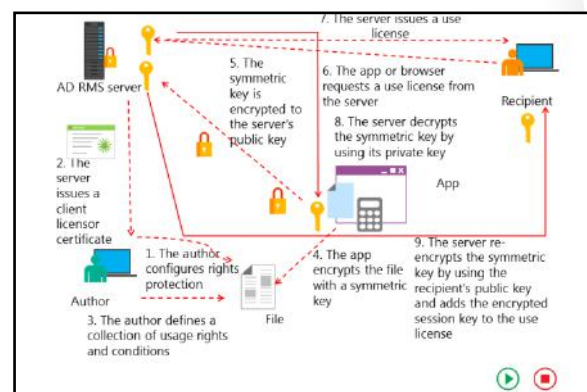 7. The server issues a use
license
5. The
symmetric
key is
encrypted to
the server's
public key
6. The app or browser
requests a use license from
the server
AD RMS server
Recipient
8. The server decrypts
the symmetric key by
using its private key
2. The
server
issues a
client
licensor
certificate
App
1. The author
configures rights
protection
4. The app
encrypts the file
with a symmetric
key
9. The server re-
encrypts the symmetric
key by using the
recipient's public key
and adds the encrypted
session key to the use
license
Author
File
3. The author defines a
collection of usage rights
and conditions